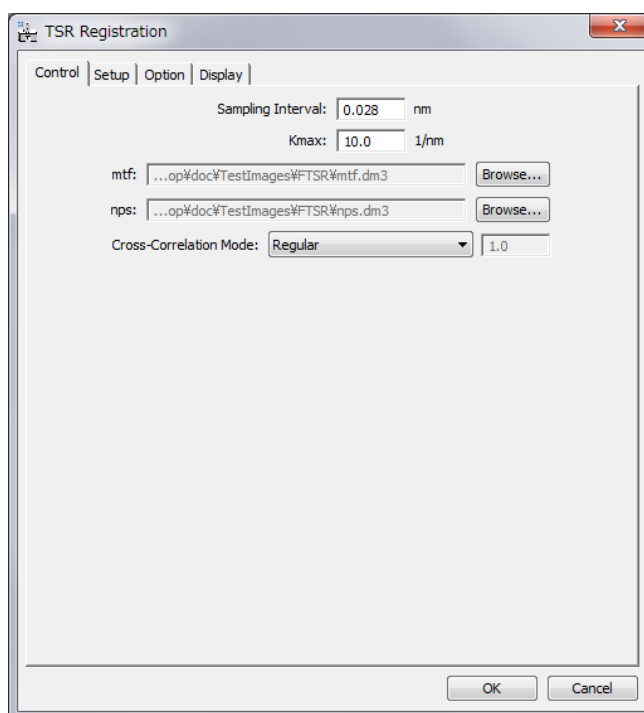 TSR Registration
Control Setup Option Display
Sampling Interval: 0.028 nm
Kmax: 10.0 1/nm
mtf: ...op¥doc¥TestImages¥FTSR¥mtf.dm3 Browse...
nps: ...op¥doc¥TestImages¥FTSR¥nps.dm3 Browse...
Cross-Correlation Mode: Regular 1.0
OK Cancel